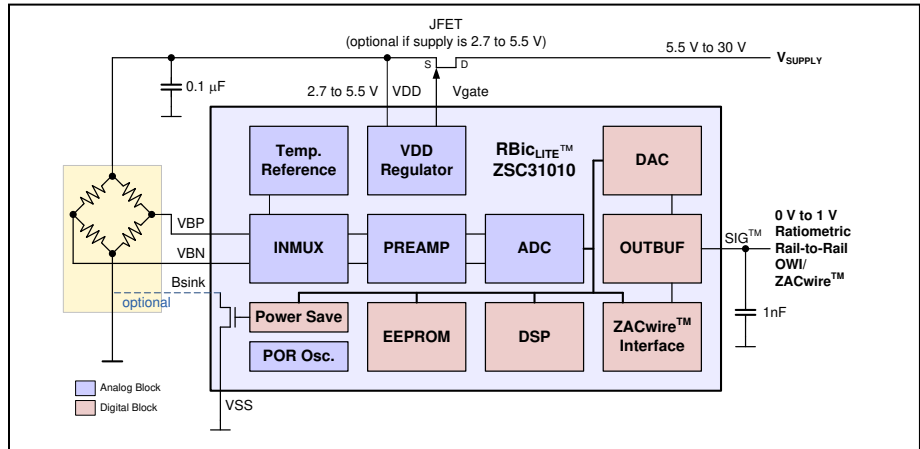 JFET
(optional if supply is 2.7 to 5.5 V)
5.5 V to 30 V
VSUPPLY
S
D
0.1 µF
2.7 to 5.5 V
VDD
Vgate
Temp.
Reference
VDD
Regulator
RBicLITE™
ZSC31010
DAC
VBP
VBN
INMUX
PREAMP
ADC
OUTBUF
SIG™
0 V to 1 V
Ratiometric
Rail-to-Rail
OWI/
ZACwire™
Bsink
optional
Power Save
EEPROM
DSP
ZACwire™
Interface
1nF
POR Osc.
Analog Block
Digital Block
VSS